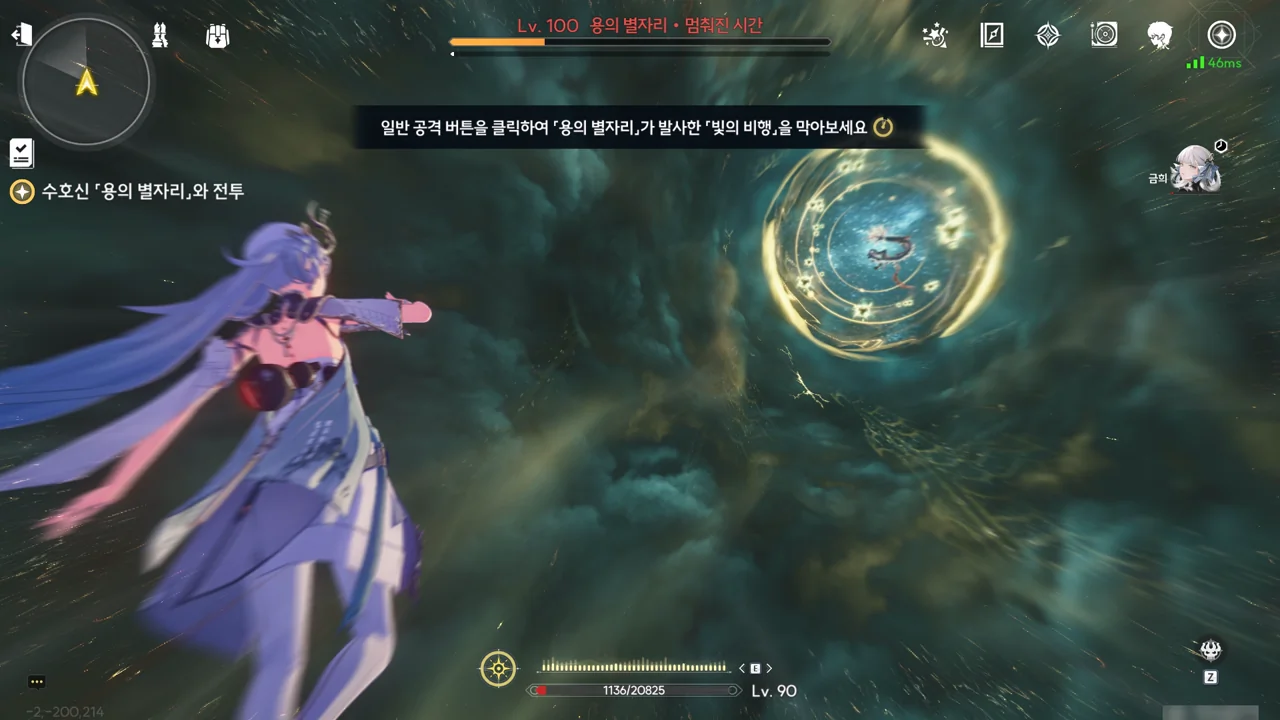 Lv. 100 용의 별자리 • 멈춰진 시간
46ms
일반 공격 버튼을 클릭하여 「용의 별자리」가 발사한 「빛의 비행」을 막아보세요
금희
수호신 「용의 별자리」와 전투
E
1136/20825
Lv. 90
Z
-2,-200,214